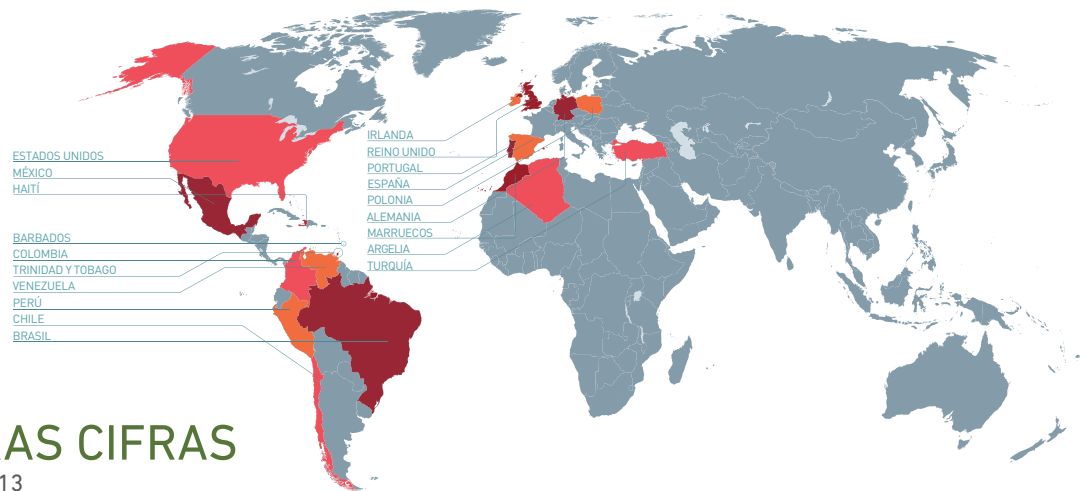 ESTADOS UNIDOS
MÉXICO
HAITÍ
BARBADOS
COLOMBIA
TRINIDAD Y TOBAGO
VENEZUELA
PERÚ
CHILE
BRASIL
IRLANDA
REINO UNIDO
PORTUGAL
ESPAÑA
POLONIA
ALEMANIA
MARRUECOS
ARGELIA
TURQUÍA
AS CIFRAS
13